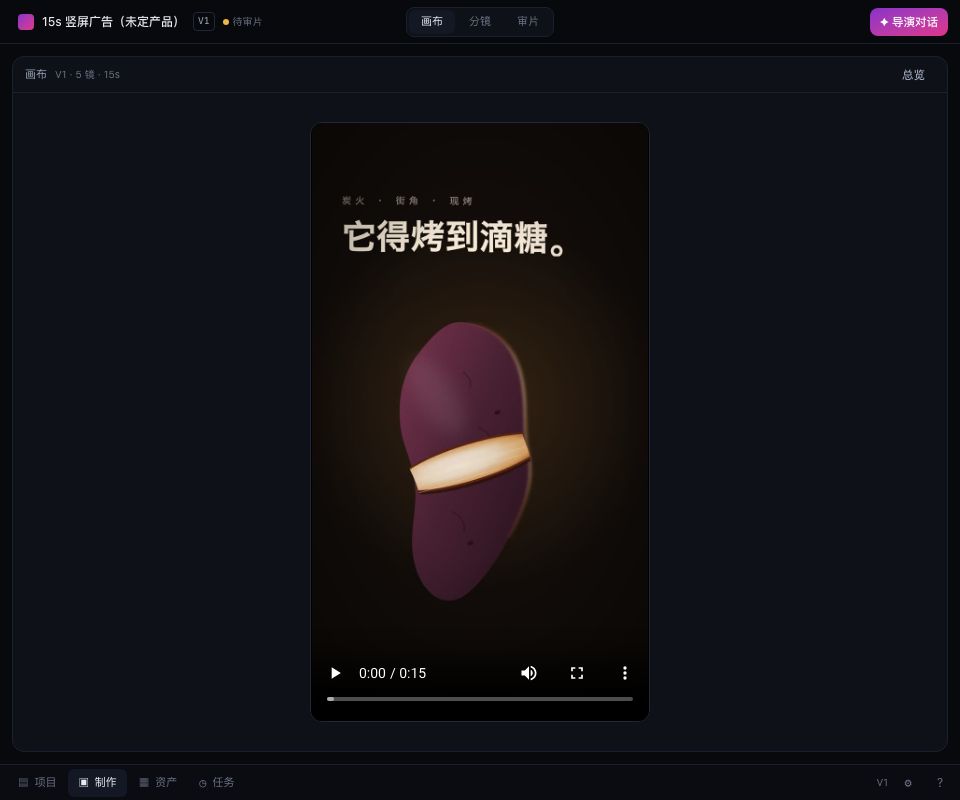 15s 竖屏广告（未定产品）
V1
待审片
画布
分镜
审片
✦ 导演对话
画布
V1 · 5 镜 · 15s
总览
炭火 · 街角 · 现烤
它得烤到滴糖。
0:00 / 0:15
项目
制作
资产
任务
V1
?